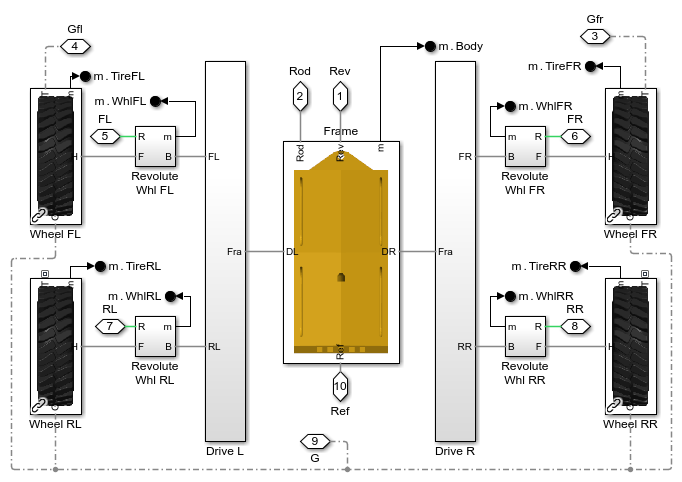 Gfl
4
Gfr
3
m.Body
m.TireFL
m.TireFR
Rod
2
Rev
1
m.WhlFL
m.WhlFR
FL
5
FR
6
T
m
R
m
F
B
H
FL
Revolute
Whl FL
Wheel FL
Frame
Rod
Rev
m
FR
m
R
B
F
H
T
m
Revolute
Whl FR
Wheel FR
Fra
DL
DR
Fra
m.TireRL
m.TireRR
m.WhlRL
m.WhlRR
RL
7
RR
8
T
m
R
m
F
B
H
RL
Revolute
Whl RL
Wheel RL
Ref
10
Ref
RR
m
R
B
F
H
T
m
Revolute
Whl RR
Wheel RR
Drive L
Drive R
9
G